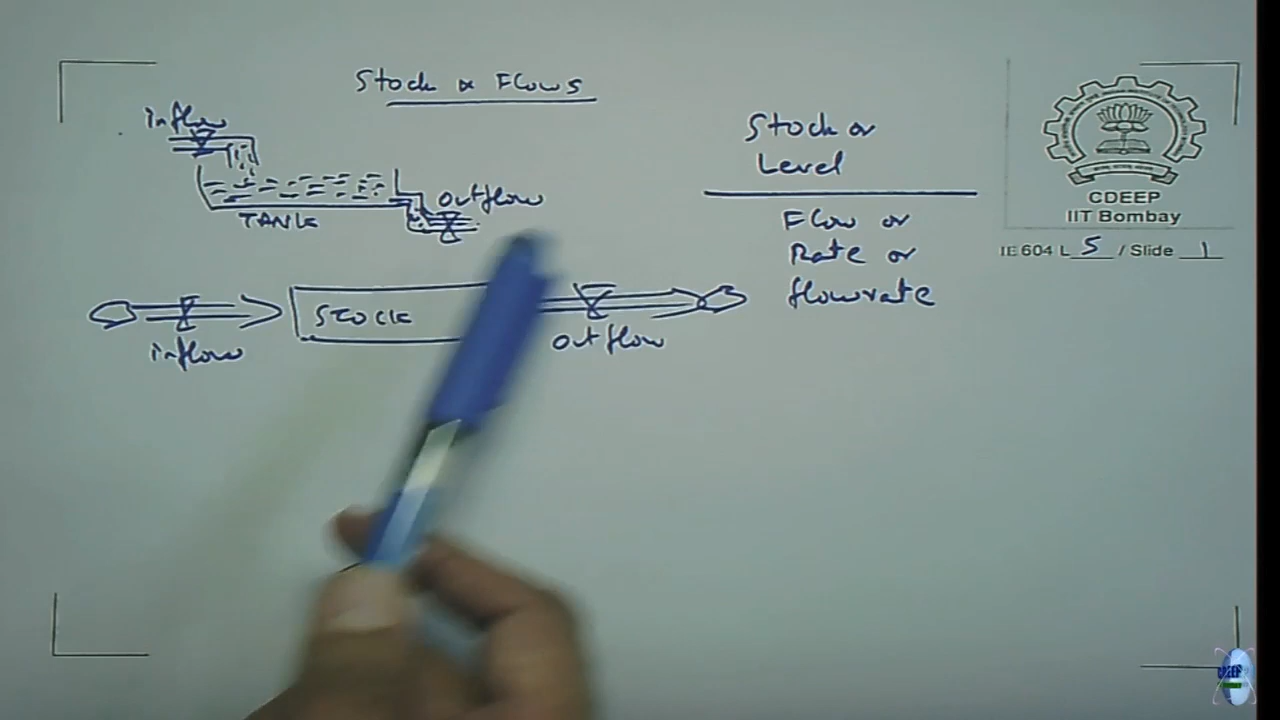 Stock & Flows
inflow
TANK
outflow
STOCK
inflow
outflow
Stock or
Level
Flow or
Rate or
flowrate
CDEEP
IIT Bombay
IE 604 L 5 / Slide 1
CDEEP